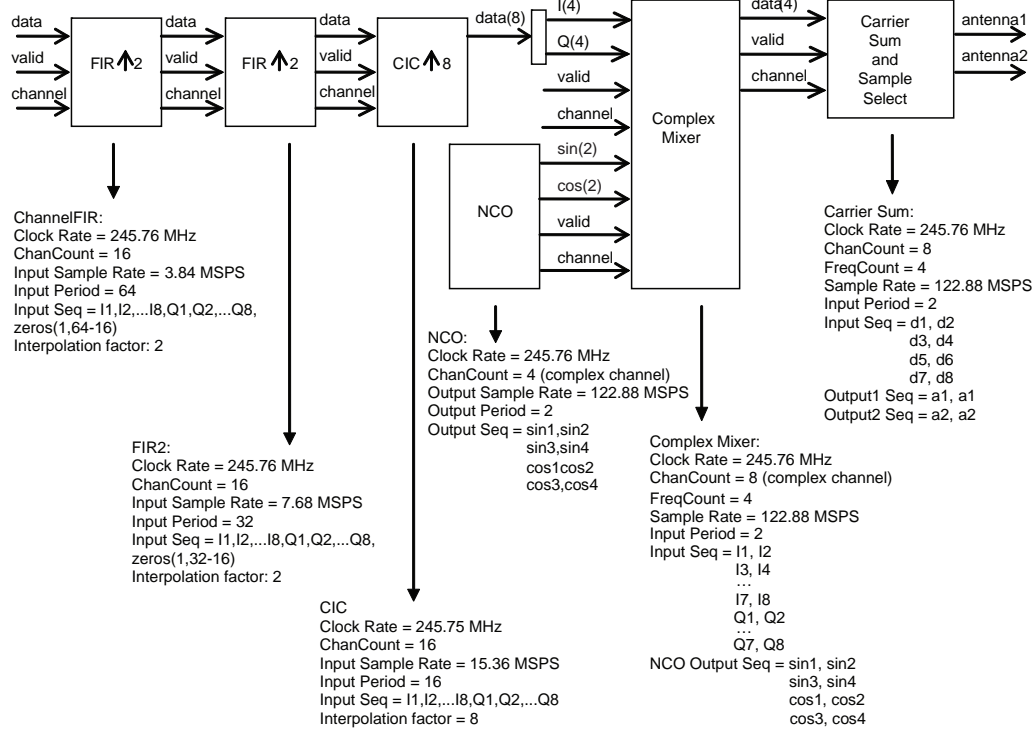 data
valid
channel
FIR 2
data
valid
channel
FIR 2
data
valid
channel
CIC 8
data(8)
I(4)
Q(4)
valid
channel
sin(2)
cos(2)
valid
channel
NCO
Complex
Mixer
data(4)
valid
channel
Carrier
Sum
and
Sample
Select
antenna1
antenna2
ChannelFIR:
Clock Rate = 245.76 MHz
ChanCount = 16
Input Sample Rate = 3.84 MSPS
Input Period = 64
Input Seq = I1,I2,...I8,Q1,Q2,...Q8,
zeros(1,64-16)
Interpolation factor: 2
FIR2:
Clock Rate = 245.76 MHz
ChanCount = 16
Input Sample Rate = 7.68 MSPS
Input Period = 32
Input Seq = I1,I2,...I8,Q1,Q2,...Q8,
zeros(1,32-16)
Interpolation factor: 2
CIC
Clock Rate = 245.75 MHz
ChanCount = 16
Input Sample Rate = 15.36 MSPS
Input Period = 16
Input Seq = I1,I2,...I8,Q1,Q2,...Q8
Interpolation factor = 8
NCO:
Clock Rate = 245.76 MHz
ChanCount = 4 (complex channel)
Output Sample Rate = 122.88 MSPS
Output Period = 2
Output Seq = sin1,sin2
sin3,sin4
cos1cos2
cos3,cos4
Complex Mixer:
Clock Rate = 245.76 MHz
ChanCount = 8 (complex channel)
FreqCount = 4
Sample Rate = 122.88 MSPS
Input Period = 2
Input Seq = I1, I2
I3, I4
...
I7, I8
Q1, Q2
...
Q7, Q8
NCO Output Seq = sin1, sin2
sin3, sin4
cos1, cos2
cos3, cos4
Carrier Sum:
Clock Rate = 245.76 MHz
ChanCount = 8
FreqCount = 4
Sample Rate = 122.88 MSPS
Input Period = 2
Input Seq = d1, d2
d3, d4
d5, d6
d7, d8
Output1 Seq = a1, a1
Output2 Seq = a2, a2